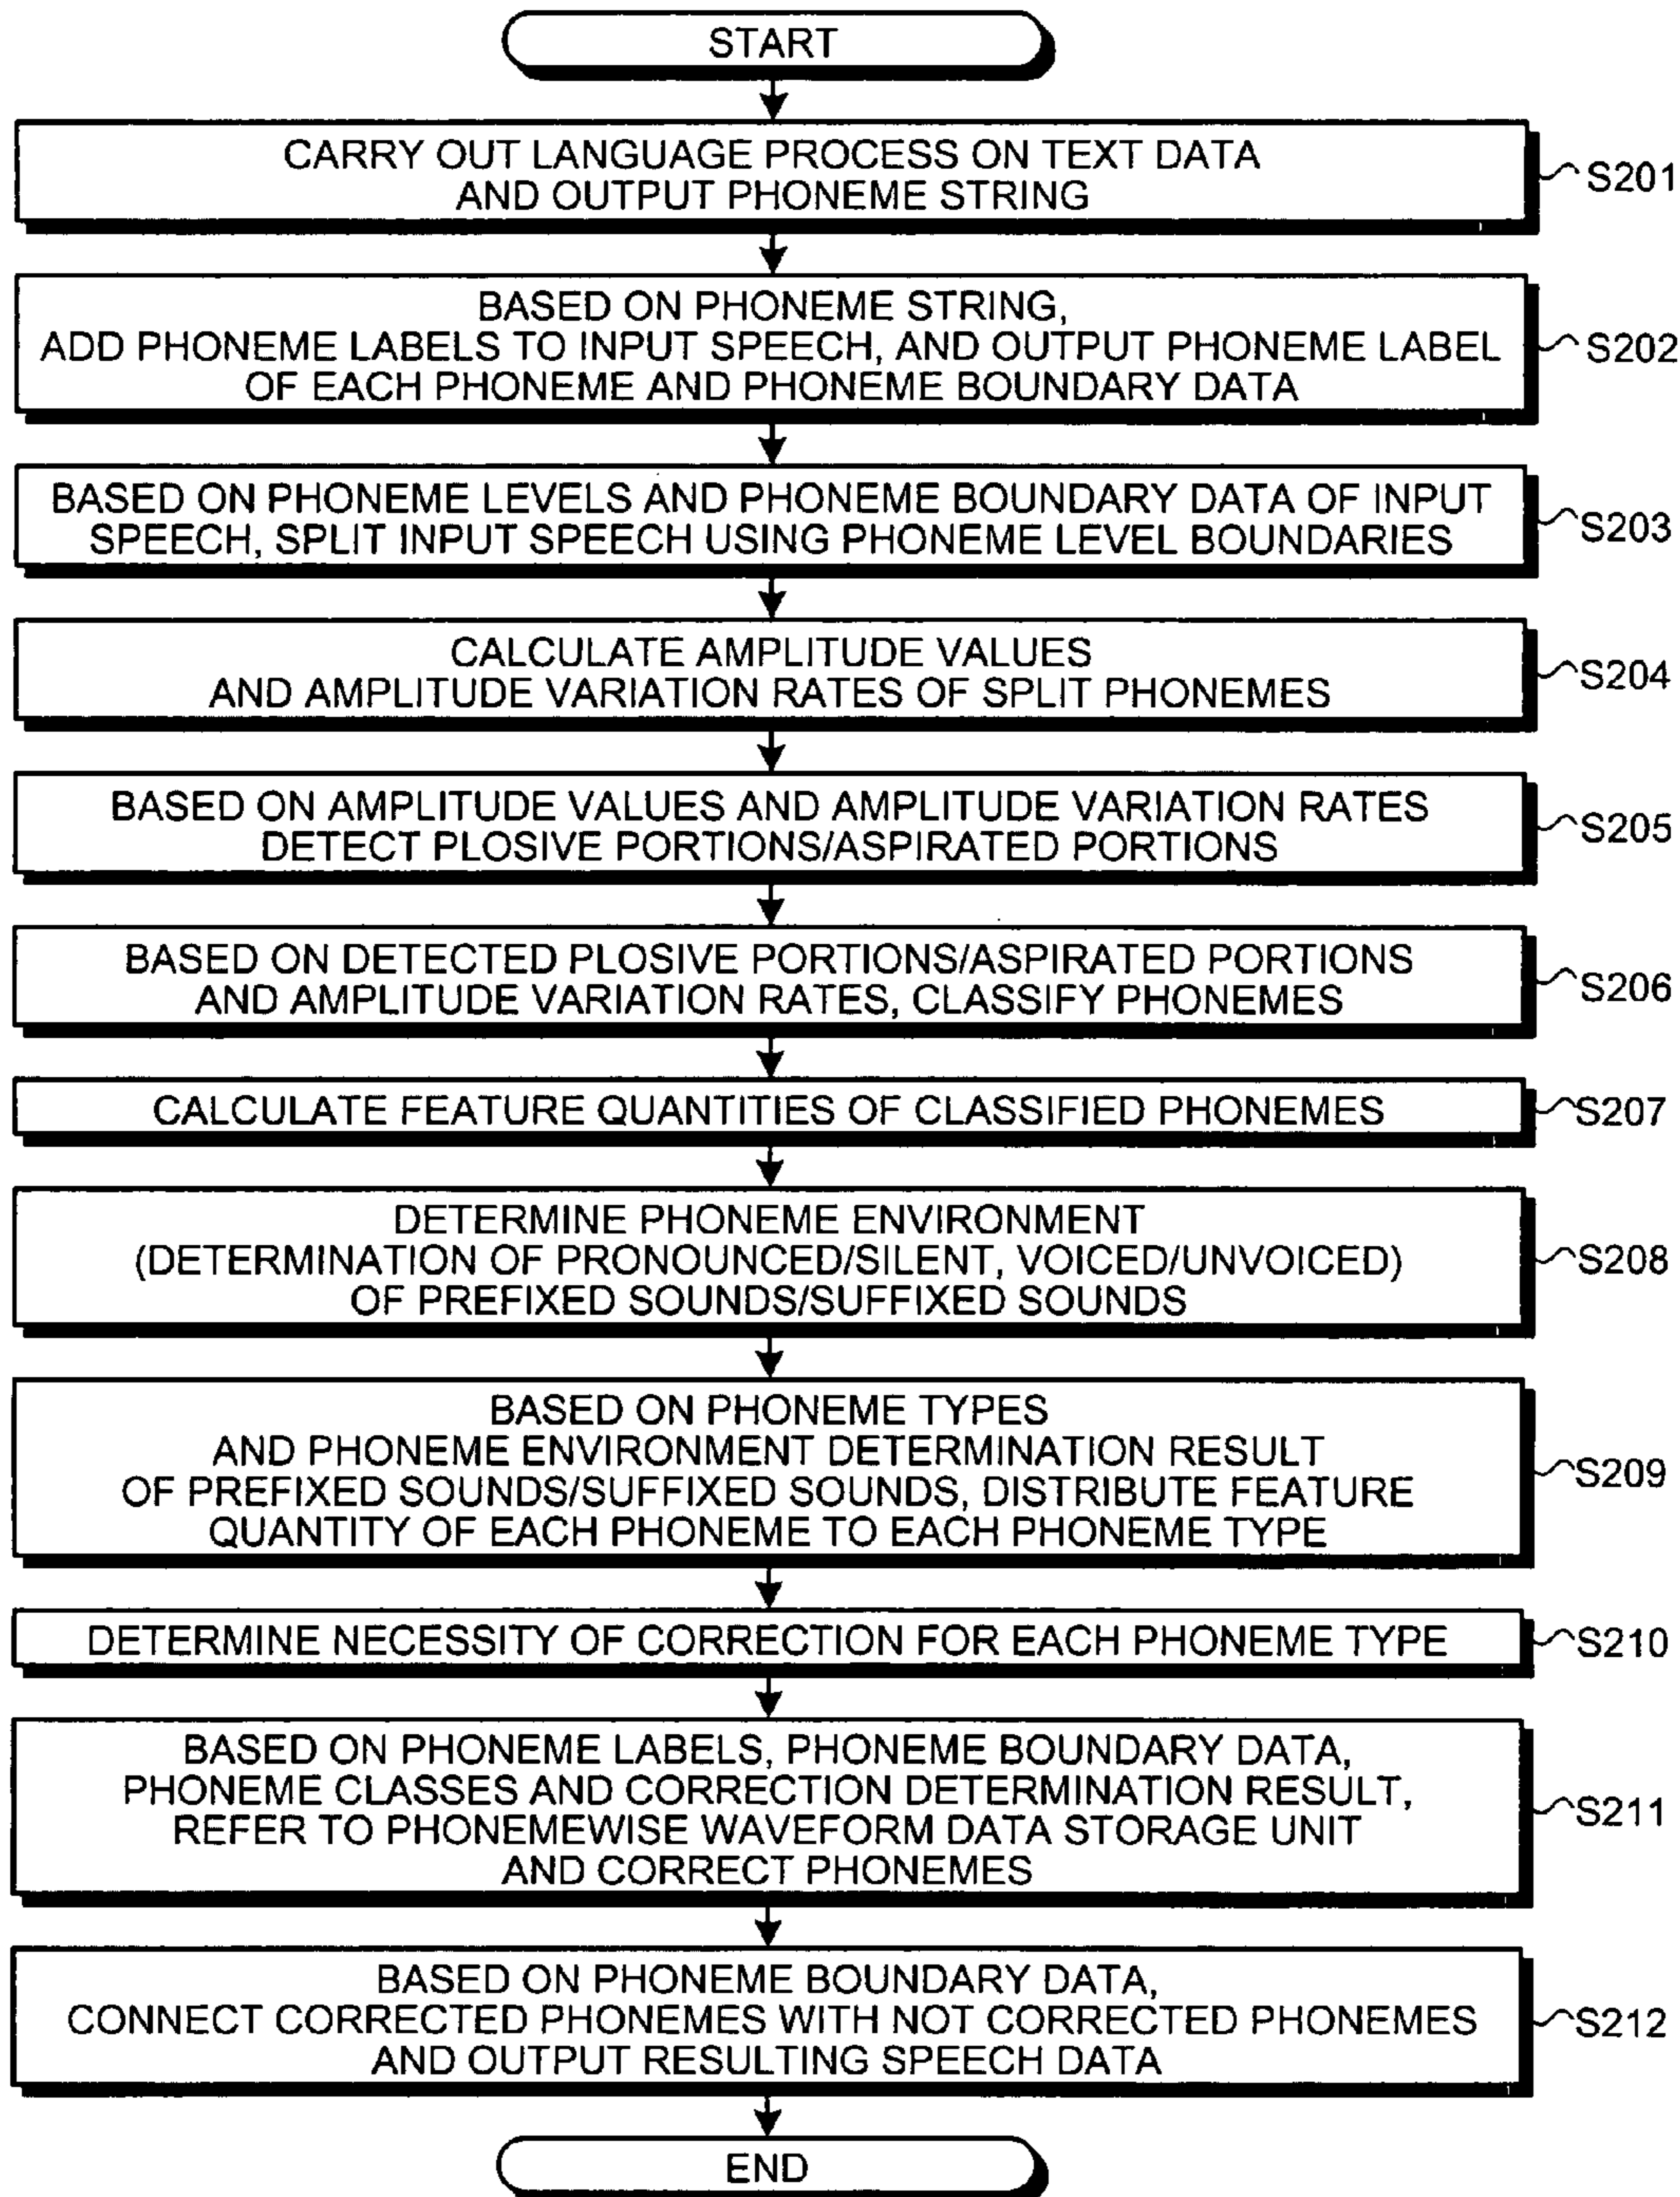 START
CARRY OUT LANGUAGE PROCESS ON TEXT DATA
AND OUTPUT PHONEME STRING
S201
BASED ON PHONEME STRING,
ADD PHONEME LABELS TO INPUT SPEECH, AND OUTPUT PHONEME LABEL
OF EACH PHONEME AND PHONEME BOUNDARY DATA
S202
BASED ON PHONEME LEVELS AND PHONEME BOUNDARY DATA OF INPUT
SPEECH, SPLIT INPUT SPEECH USING PHONEME LEVEL BOUNDARIES
S203
CALCULATE AMPLITUDE VALUES
AND AMPLITUDE VARIATION RATES OF SPLIT PHONEMES
S204
BASED ON AMPLITUDE VALUES AND AMPLITUDE VARIATION RATES
DETECT PLOSIVE PORTIONS/ASPIRATED PORTIONS
S205
BASED ON DETECTED PLOSIVE PORTIONS/ASPIRATED PORTIONS
AND AMPLITUDE VARIATION RATES, CLASSIFY PHONEMES
S206
CALCULATE FEATURE QUANTITIES OF CLASSIFIED PHONEMES
S207
DETERMINE PHONEME ENVIRONMENT
(DETERMINATION OF PRONOUNCED/SILENT, VOICED/UNVOICED)
OF PREFIXED SOUNDS/SUFFIXED SOUNDS
S208
BASED ON PHONEME TYPES
AND PHONEME ENVIRONMENT DETERMINATION RESULT
OF PREFIXED SOUNDS/SUFFIXED SOUNDS, DISTRIBUTE FEATURE
QUANTITY OF EACH PHONEME TO EACH PHONEME TYPE
S209
DETERMINE NECESSITY OF CORRECTION FOR EACH PHONEME TYPE
S210
BASED ON PHONEME LABELS, PHONEME BOUNDARY DATA,
PHONEME CLASSES AND CORRECTION DETERMINATION RESULT,
REFER TO PHONEMEWISE WAVEFORM DATA STORAGE UNIT
AND CORRECT PHONEMES
S211
BASED ON PHONEME BOUNDARY DATA,
CONNECT CORRECTED PHONEMES WITH NOT CORRECTED PHONEMES
AND OUTPUT RESULTING SPEECH DATA
S212
END